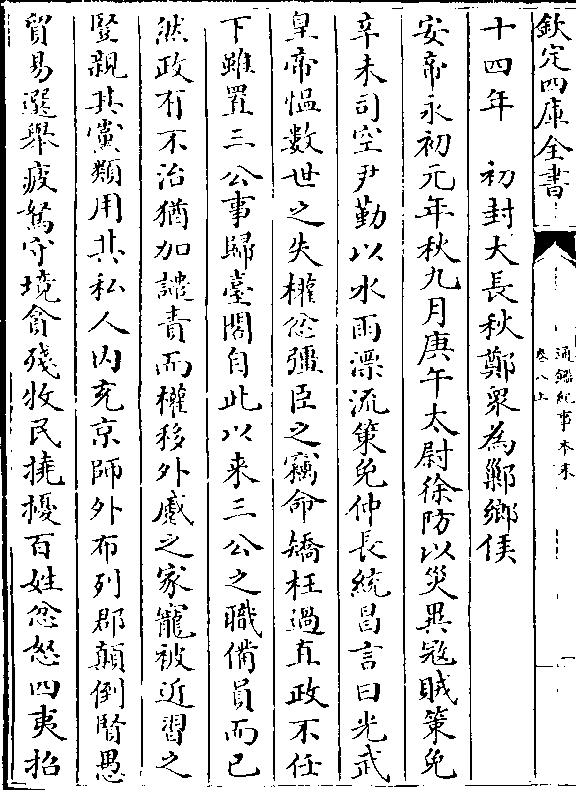 欽定四庫全書
通鑑紀事本末
卷八上
十四年　初封大長秋鄭衆為鄛鄉侯
安帝永初元年秋九月庚午太尉徐防以災異冦賊策免
辛未司空尹勤以水雨漂流策免仲長統昌言曰光武
皇帝愠數世之失權忿彊臣之竊命矯枉過直政不任
下雖置三公事歸臺閣自此以来三公之職備員而已
然政有不治猶加譴責而權移外戚之家寵被近習之
豎親其黨類用其私人内充京師外布列郡顛倒賢愚
貿易選舉疲駑守境貪殘牧民撓擾百姓忿怒四夷招